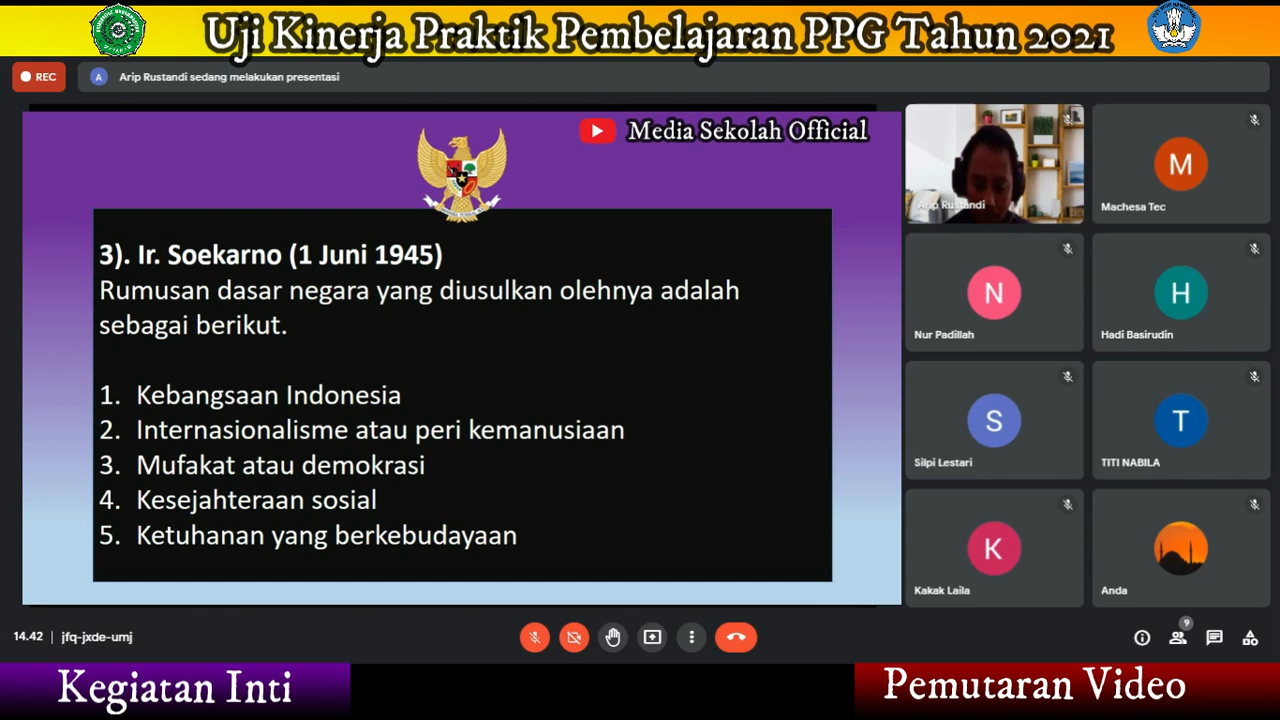 Uji Kinerja Praktik Pembelajaran PPG Tahun 2021
REC
A
Arip Rustandi sedang melakukan presentasi
Media Sekolah Official
3). Ir. Soekarno (1 Juni 1945)
Rumusan dasar negara yang diusulkan olehnya adalah
sebagai berikut.
1. Kebangsaan Indonesia
2. Internasionalisme atau peri kemanusiaan
3. Mufakat atau demokrasi
4. Kesejahteraan sosial
5. Ketuhanan yang berkebudayaan
Arip Rustandi
M
Machesa Tec
N
Nur Padillah
H
Hadi Basirudin
S
Silpi Lestari
T
TITI NABILA
K
Kakak Laila
Anda
14.42 | jfq-jxde-umj
9
Kegiatan Inti
Pemutaran Video